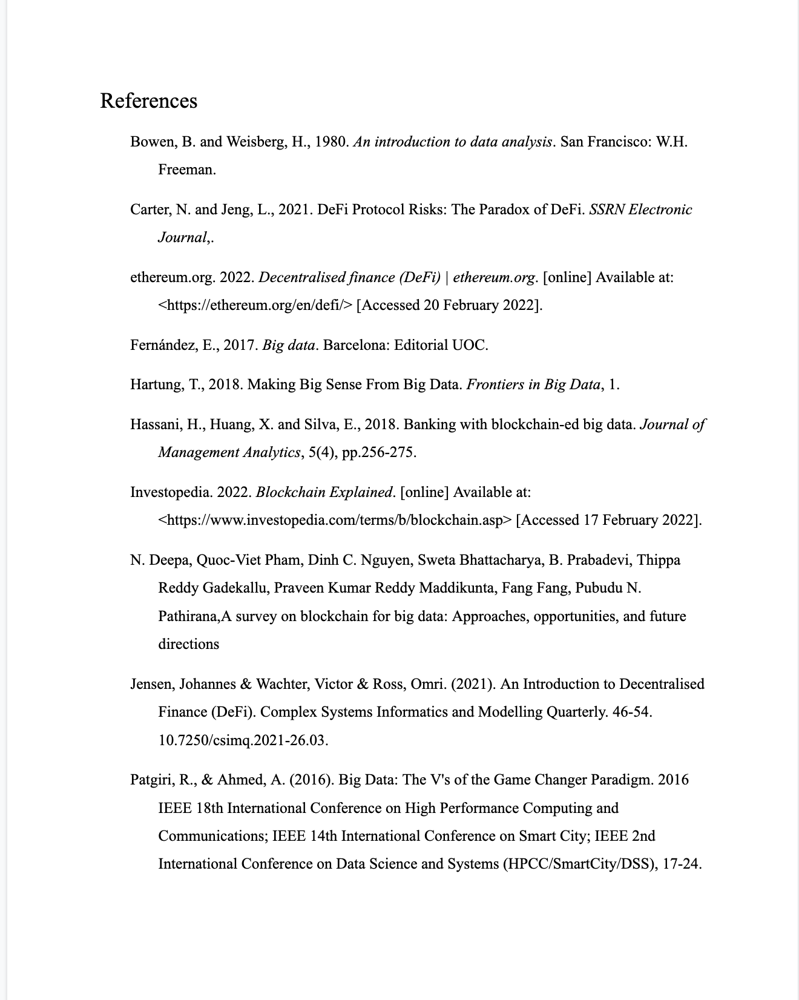 References
Bowen, B. and Weisberg, H., 1980. An introduction to data analysis. San Francisco: W.H.
Freeman.
Carter, N. and Jeng, L., 2021. DeFi Protocol Risks: The Paradox of DeFi. SSRN Electronic
Journal,.
ethereum.org. 2022. Decentralised finance (DeFi) | ethereum.org. [online] Available at:
<https://ethereum.org/en/defi/> [Accessed 20 February 2022].
Fernández, E., 2017. Big data. Barcelona: Editorial UOC.
Hartung, T., 2018. Making Big Sense From Big Data. Frontiers in Big Data, 1.
Hassani, H., Huang, X. and Silva, E., 2018. Banking with blockchain-ed big data. Journal of
Management Analytics, 5(4), pp.256-275.
Investopedia. 2022. Blockchain Explained. [online] Available at:
<https://www.investopedia.com/terms/b/blockchain.asp> [Accessed 17 February 2022].
N. Deepa, Quoc-Viet Pham, Dinh C. Nguyen, Sweta Bhattacharya, B. Prabadevi, Thippa
Reddy Gadekallu, Praveen Kumar Reddy Maddikunta, Fang Fang, Pubudu N.
Pathirana,A survey on blockchain for big data: Approaches, opportunities, and future
directions
Jensen, Johannes & Wachter, Victor & Ross, Omri. (2021). An Introduction to Decentralised
Finance (DeFi). Complex Systems Informatics and Modelling Quarterly. 46-54.
10.7250/csimq.2021-26.03.
Patgiri, R., & Ahmed, A. (2016). Big Data: The V's of the Game Changer Paradigm. 2016
IEEE 18th International Conference on High Performance Computing and
Communications; IEEE 14th International Conference on Smart City; IEEE 2nd
International Conference on Data Science and Systems (HPCC/SmartCity/DSS), 17-24.